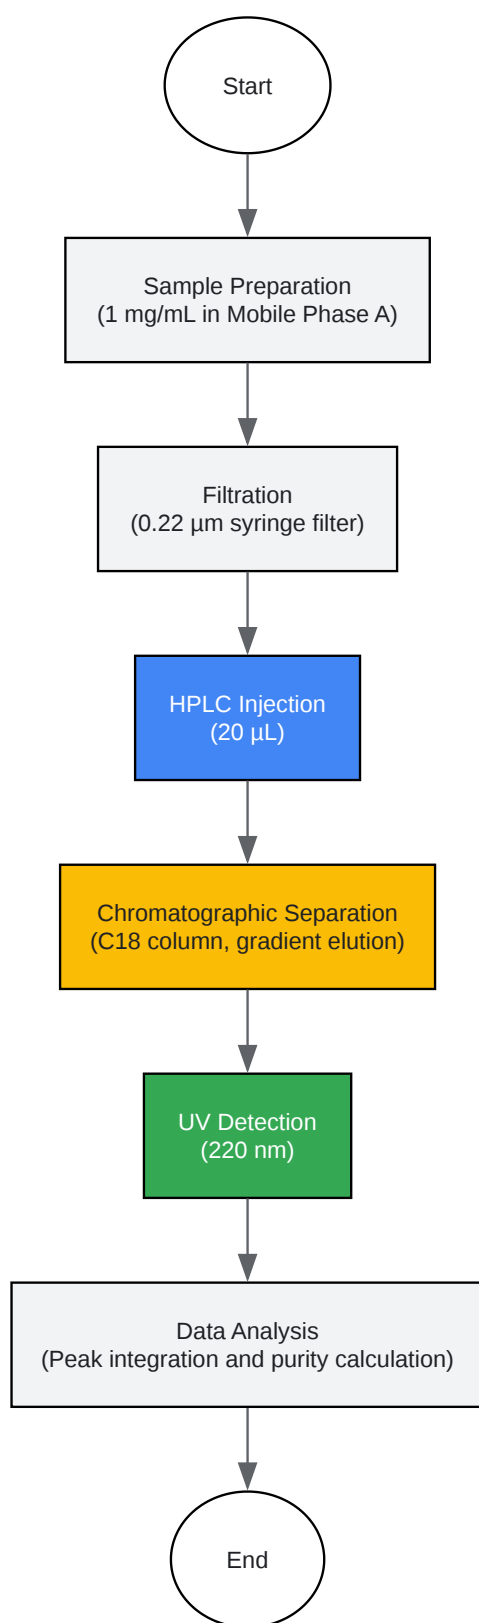 Start
Sample Preparation
(1 mg/mL in Mobile Phase A)
Filtration
(0.22 µm syringe filter)
HPLC Injection
(20 µL)
Chromatographic Separation
(C18 column, gradient elution)
UV Detection
(220 nm)
Data Analysis
(Peak integration and purity calculation)
End